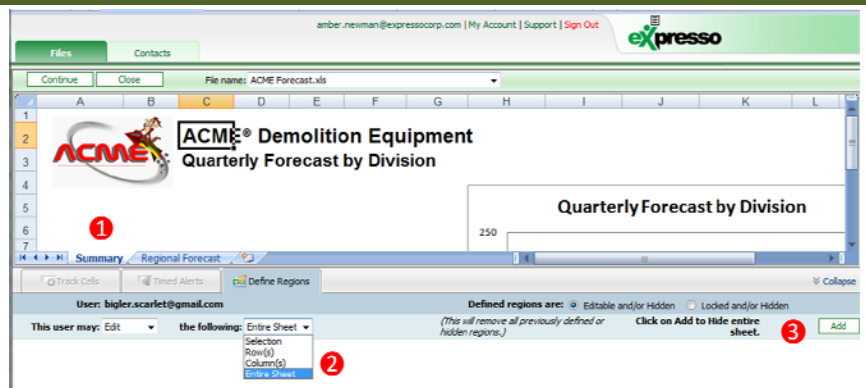 amber.newman@expressocorp.com | My Account | Support | Sign Out
expresso
Files Contacts
Continue Close File name: ACME Forecast.xls
A B C D E F G H I J K L
1
2 ACME ACME® Demolition Equipment
3 Quarterly Forecast by Division
4
5 Quarterly Forecast by Division
6 1 250
7
Summary Regional Forecast
Track Cells Timed Alerts Define Regions Collapse
User: bigler.scarlet@gmail.com Defined regions are: Editable and/or Hidden Locked and/or Hidden
This user may: Edit the following: Entire Sheet (This will remove all previously defined or Click on Add to Hide entire Add
hidden regions.) sheet. 3
Selection
Row(s)
Column(s) 2
Entire Sheet